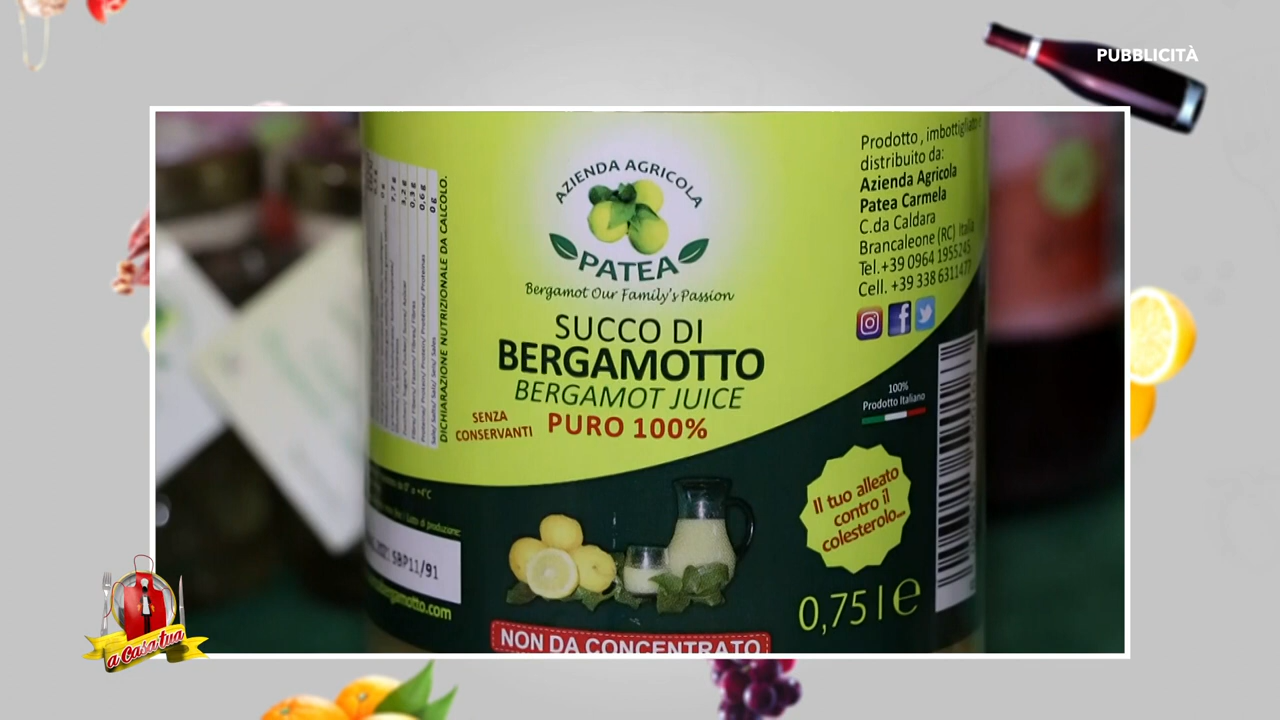 PUBBLICITÀ
AZIENDA AGRICOLA
PATEA
Bergamot Our Family's Passion
SUCCO DI
BERGAMOTTO
BERGAMOT JUICE
SENZA
CONSERVANTI
PURO 100%
Prodotto, imbottigliato e
distribuito da:
Azienda Agricola
Patea Carmela
C.da Caldara
Brancaleone (RC) Italia
Tel.+39 0964 1955245
Cell. +39 338 6311477
100%
Prodotto Italiano
Il tuo alleato
contro il
colesterolo...
0,75 l e
NON DA CONCENTRATO
DICHIARAZIONE NUTRIZIONALE DA CALCOLO.
SBP11/91
a Casa tua